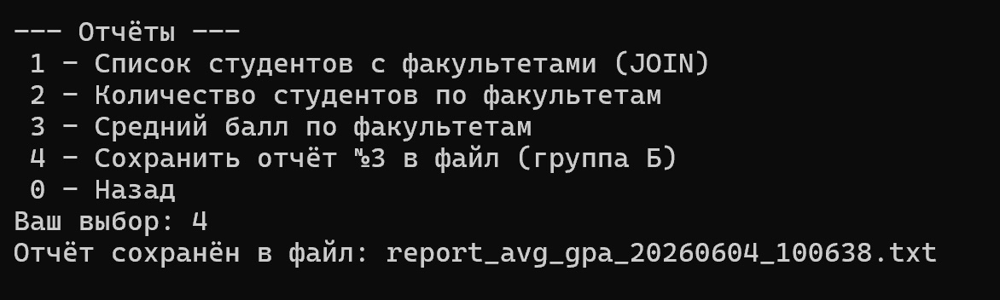 --- Отчёты ---
1 - Список студентов с факультетами (JOIN)
2 - Количество студентов по факультетам
3 - Средний балл по факультетам
4 - Сохранить отчёт №3 в файл (группа Б)
0 - Назад
Ваш выбор: 4
Отчёт сохранён в файл: report_avg_gpa_20260604_100638.txt